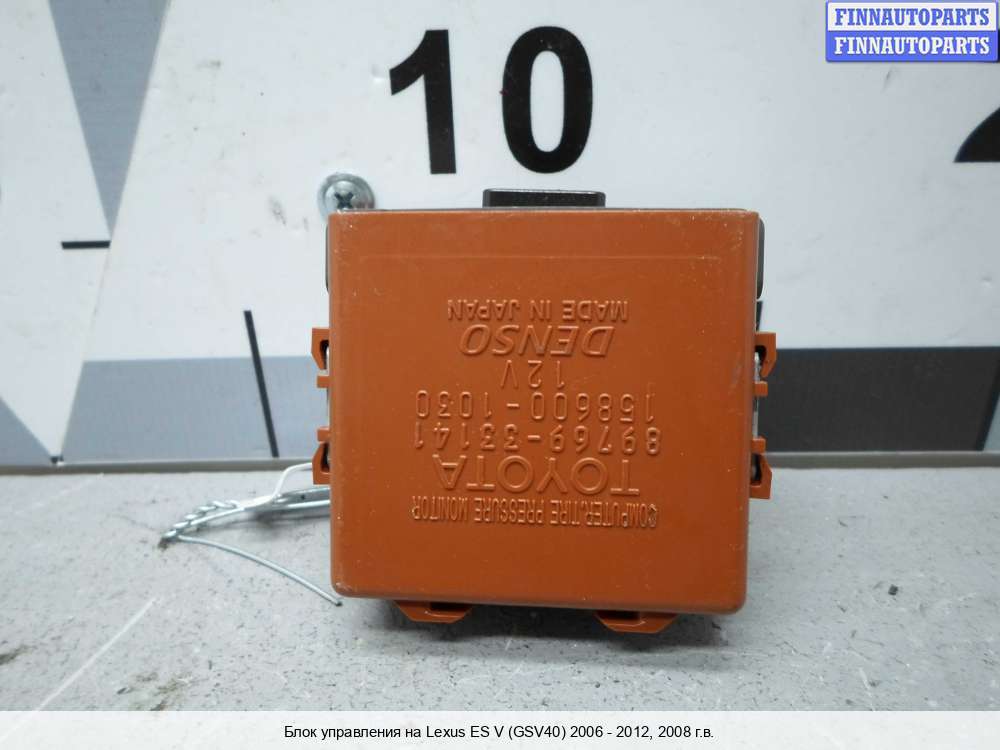 FINNAUTOPARTS
FINNAUTOPARTS
10
COMPUTER.TIRE PRESSURE MONITOR
TOYOTA
89769-33141
158600-1030
12V
DENSO
MADE IN JAPAN
Блок управления на Lexus ES V (GSV40) 2006 - 2012, 2008 г.в.